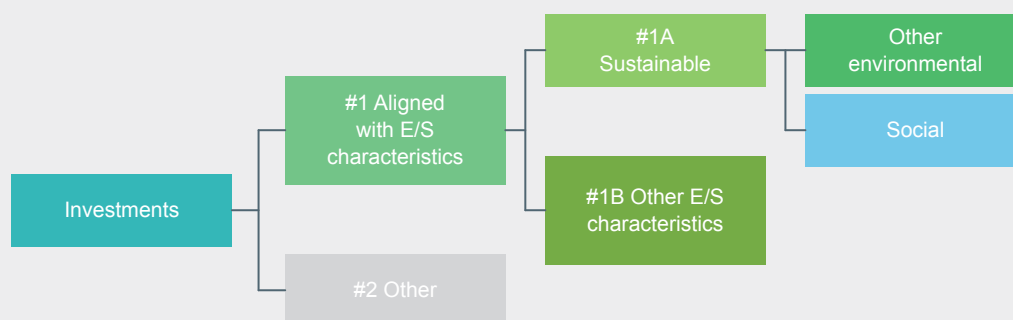 #1A
Sustainable
Other
environmental
#1 Aligned
with E/S
characteristics
Social
Investments
#1B Other E/S
characteristics
#2 Other